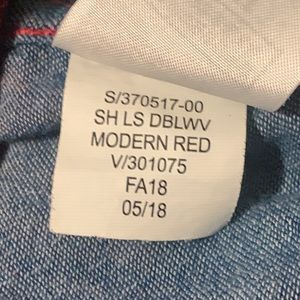 S/370517-00
SH LS DBLWV
MODERN RED
V/301075
FA18
05/18